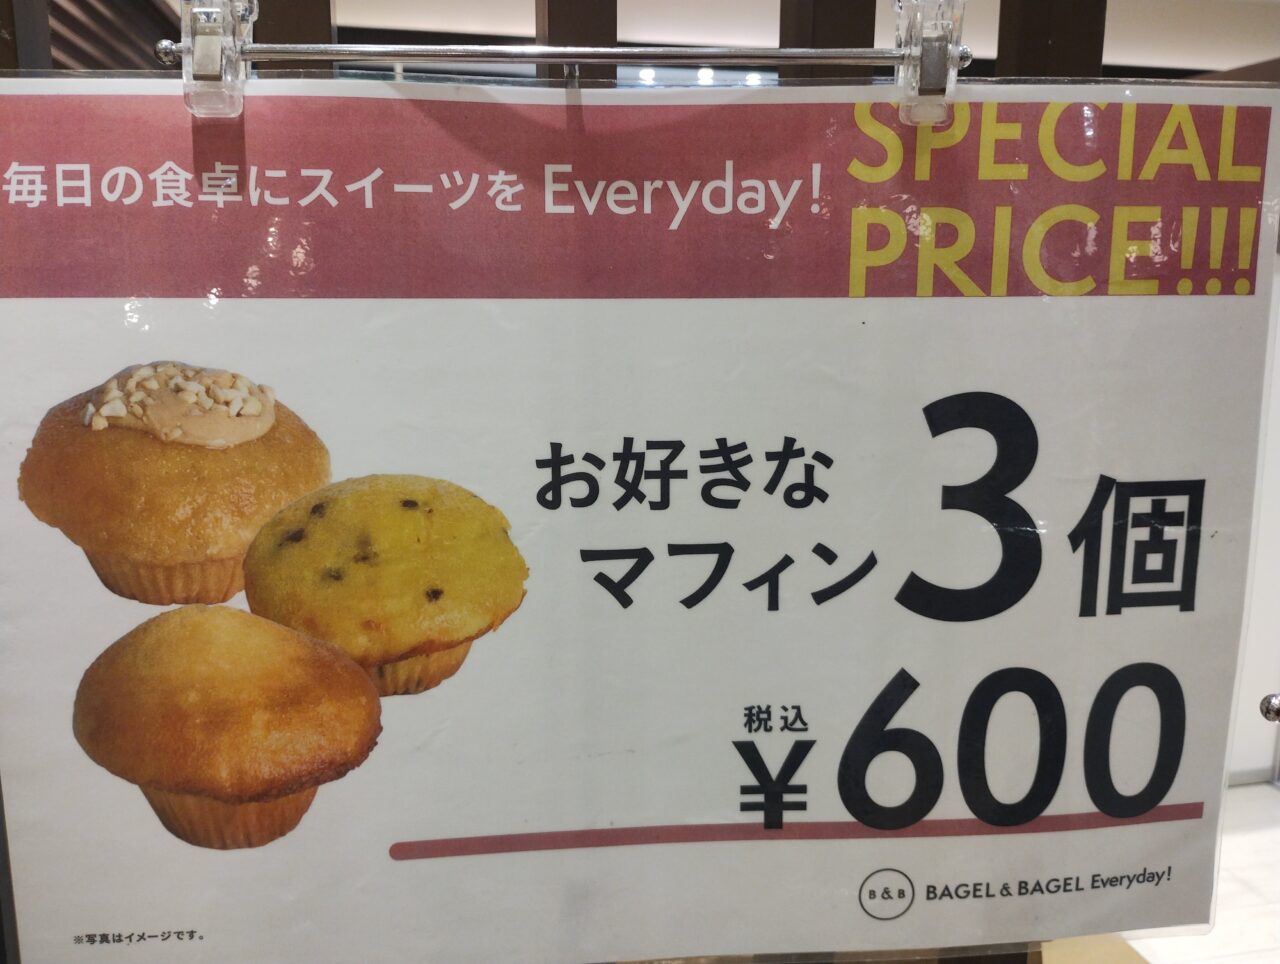 毎日の食卓にスイーツを Everyday!
SPECIAL
PRICE!!!
お好きな
マフィン 3個
税込
¥600
B&B BAGEL & BAGEL Everyday!
※写真はイメージです。